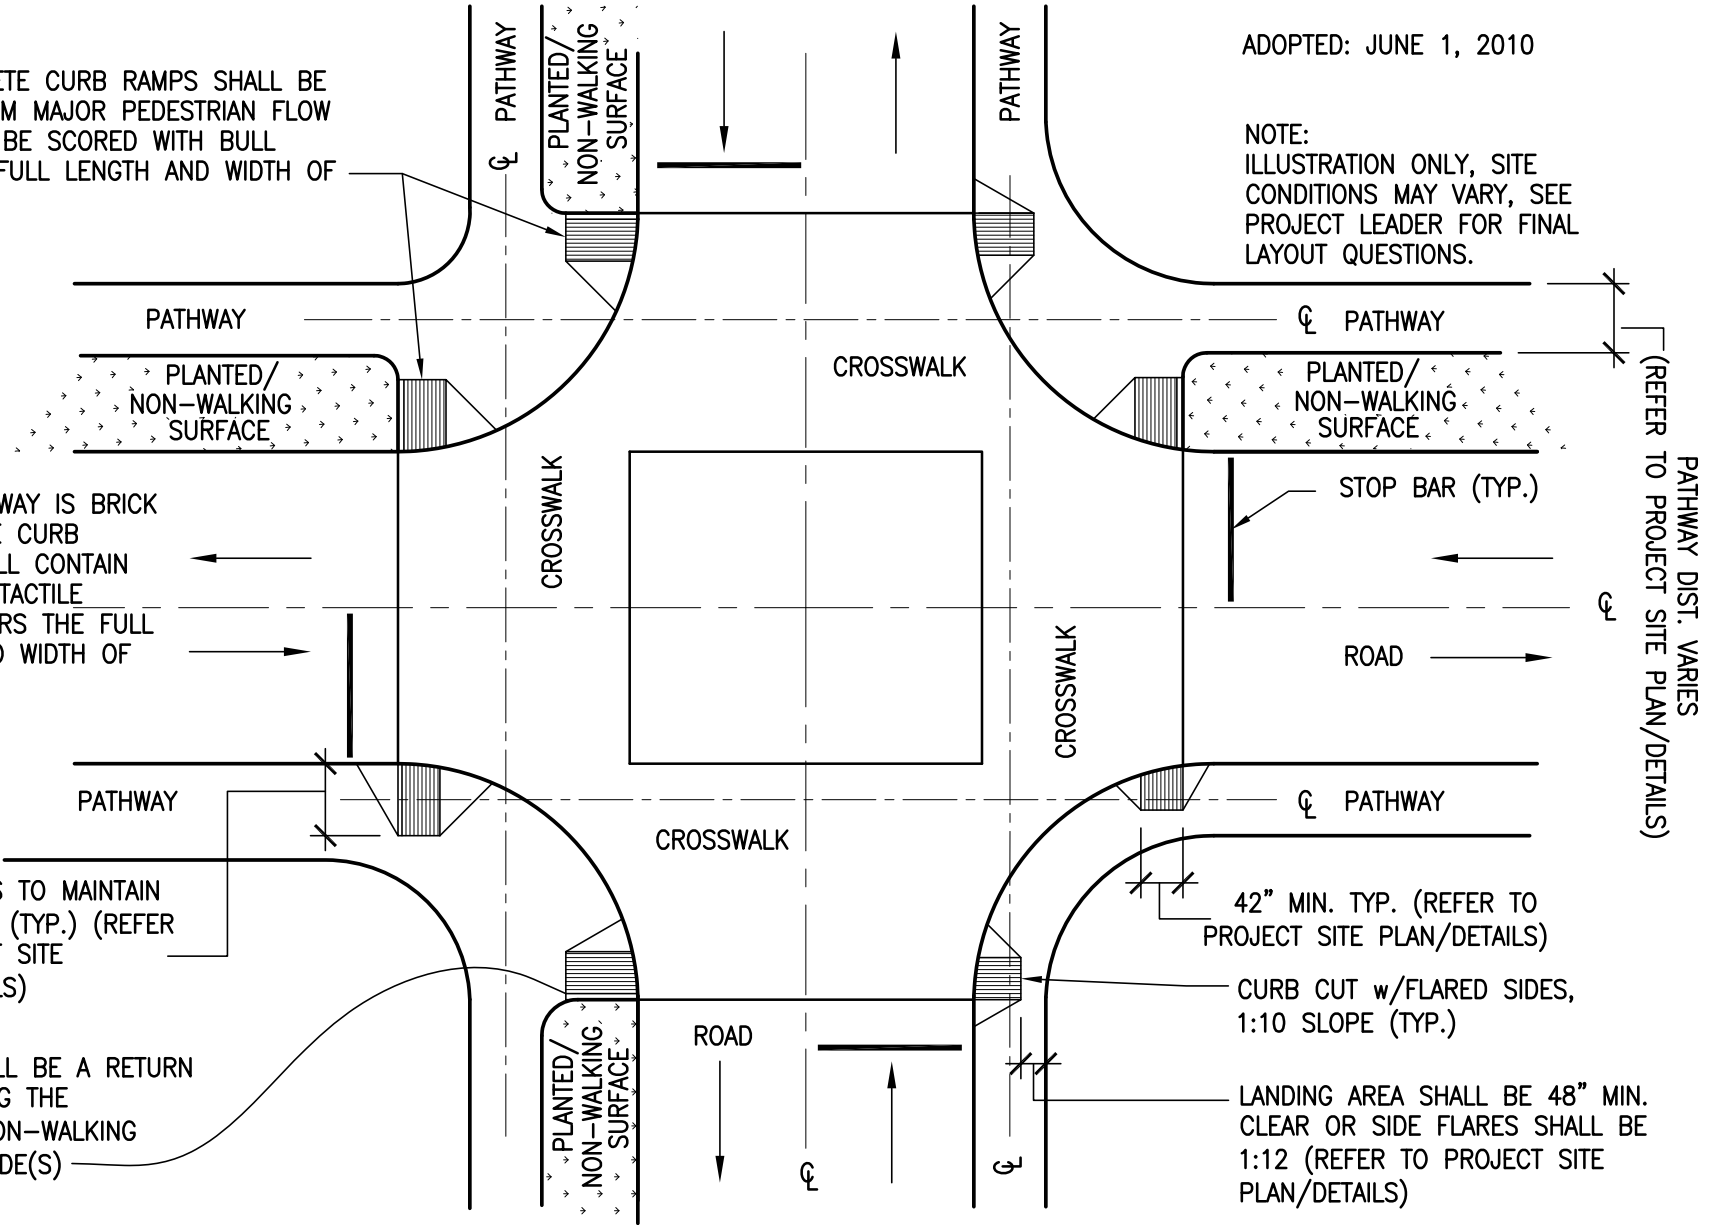 ADOPTED: JUNE 1, 2010
NOTE:
ILLUSTRATION ONLY, SITE
CONDITIONS MAY VARY, SEE
PROJECT LEADER FOR FINAL
LAYOUT QUESTIONS.
CURB RAMPS SHALL BE
MAJOR PEDESTRIAN FLOW
BE SCORED WITH BULL
FULL LENGTH AND WIDTH OF
PATHWAY
PLANTED/
NON-WALKING
SURFACE
PATHWAY
℄
PATHWAY
℄ PATHWAY
PLANTED/
NON-WALKING
SURFACE
CROSSWALK
PLANTED/
NON-WALKING
SURFACE
PATHWAY DIST. VARIES
(REFER TO PROJECT SITE PLAN/DETAILS)
STOP BAR (TYP.)
IS BRICK
CURB
CONTAIN
TACTILE
THE FULL
WIDTH OF
CROSSWALK
CROSSWALK
℄
ROAD
PATHWAY
CROSSWALK
℄ PATHWAY
TO MAINTAIN
(TYP.) (REFER
SITE
42” MIN. TYP. (REFER TO
PROJECT SITE PLAN/DETAILS)
CURB CUT w/FLARED SIDES,
1:10 SLOPE (TYP.)
BE A RETURN
THE
PLANTED/
NON-WALKING
SURFACE
ROAD
℄
℄
LANDING AREA SHALL BE 48” MIN.
CLEAR OR SIDE FLARES SHALL BE
1:12 (REFER TO PROJECT SITE
PLAN/DETAILS)